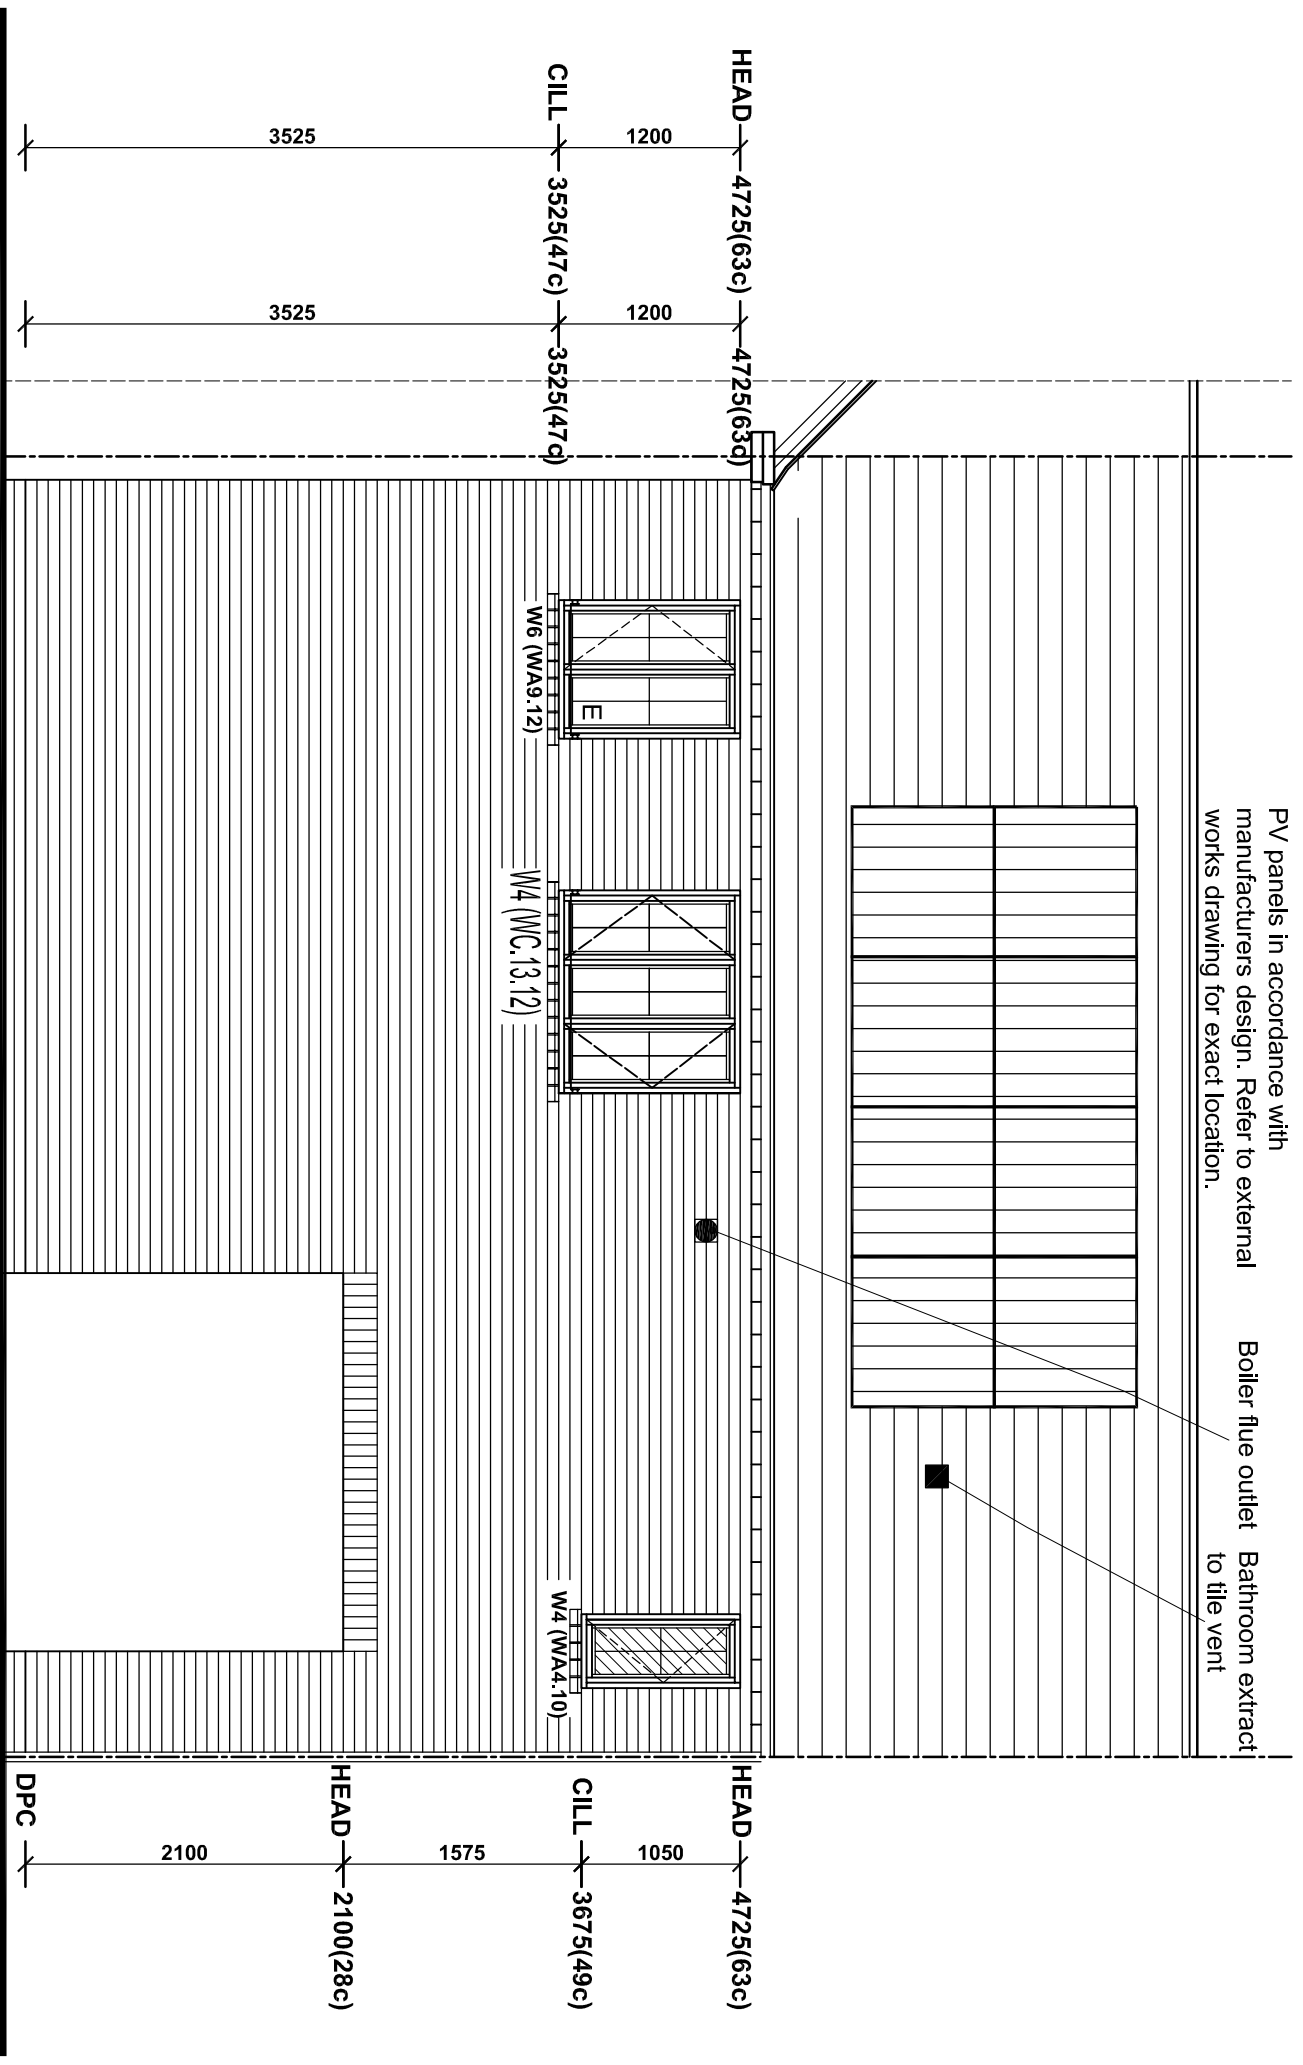 PV panels in accordance with
manufacturers design. Refer to external
works drawing for exact location.
Boiler flue outlet
Bathroom extract
to tile vent
HEAD
4725(63c)
4725(63c)
1200
1200
CILL
3525(47c)
3525(47c)
3525
3525
E
W6 (WA9.12)
W4 (WC.13.12)
W4 (WA4.10)
HEAD
4725(63c)
1050
CILL
3675(49c)
1575
HEAD
2100(28c)
2100
DPC